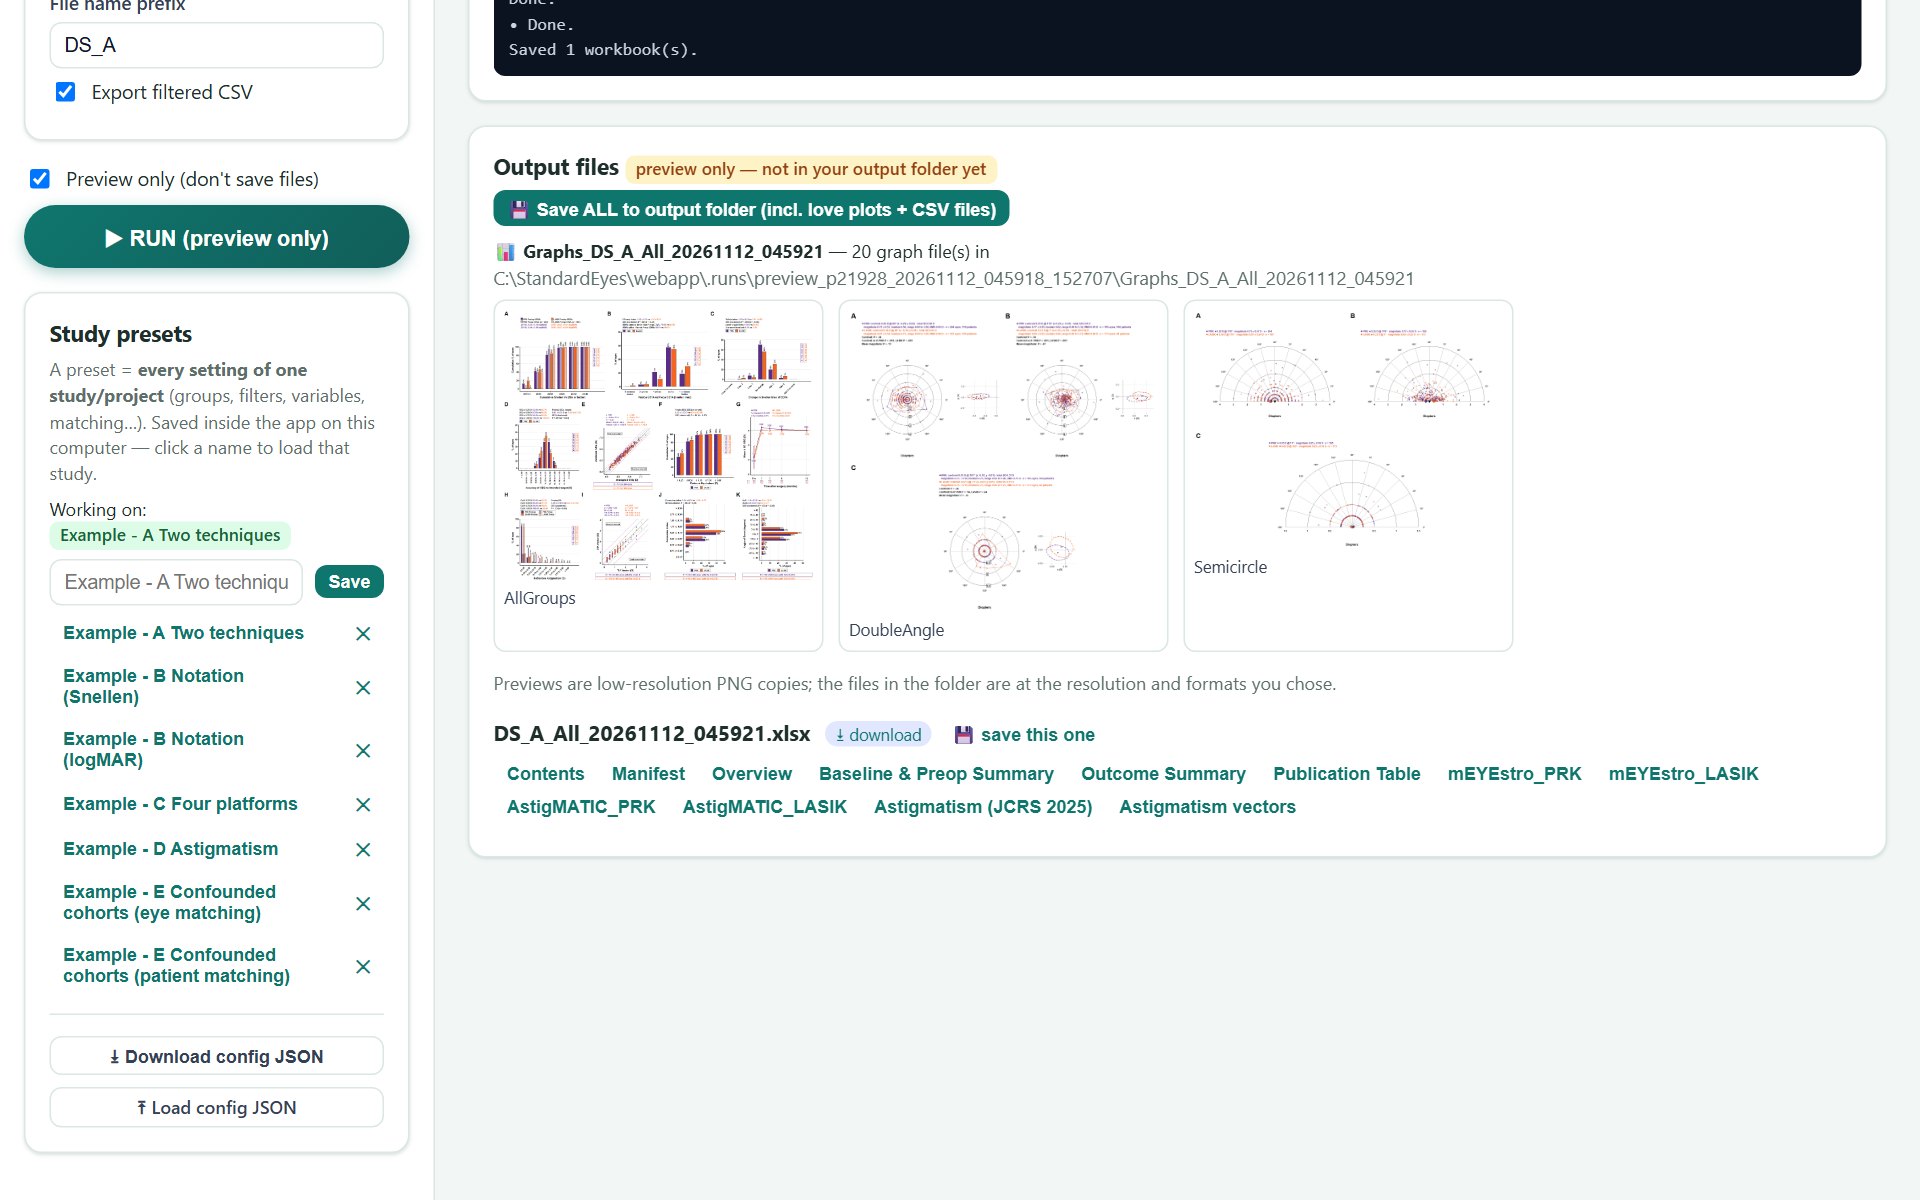 File name prefix
DS_A
Export filtered CSV
Preview only (don't save files)
▶ RUN (preview only)
Study presets
A preset = every setting of one
study/project (groups, filters, variables,
matching...). Saved inside the app on this
computer — click a name to load that
study.
Working on:
Example - A Two techniques
Example - A Two techniqu
Save
Example - A Two techniques ×
Example - B Notation
(Snellen) ×
Example - B Notation
(logMAR) ×
Example - C Four platforms ×
Example - D Astigmatism ×
Example - E Confounded
cohorts (eye matching) ×
Example - E Confounded
cohorts (patient matching) ×
⤓ Download config JSON
⤒ Load config JSON
Done.
• Done.
Saved 1 workbook(s).
Output files preview only — not in your output folder yet
Save ALL to output folder (incl. love plots + CSV files)
Graphs_DS_A_All_20261112_045921 — 20 graph file(s) in
C:\StandardEyes\webapp\.runs\preview_p21928_20261112_045918_152707\Graphs_DS_A_All_20261112_045921
A B C
D E F G
H I J K
AllGroups
A B
C
DoubleAngle
A B
C
Semicircle
Previews are low-resolution PNG copies; the files in the folder are at the resolution and formats you chose.
DS_A_All_20261112_045921.xlsx ⤓ download save this one
Contents Manifest Overview Baseline & Preop Summary Outcome Summary Publication Table mEYEstro_PRK mEYEstro_LASIK
AstigMATIC_PRK AstigMATIC_LASIK Astigmatism (JCRS 2025) Astigmatism vectors